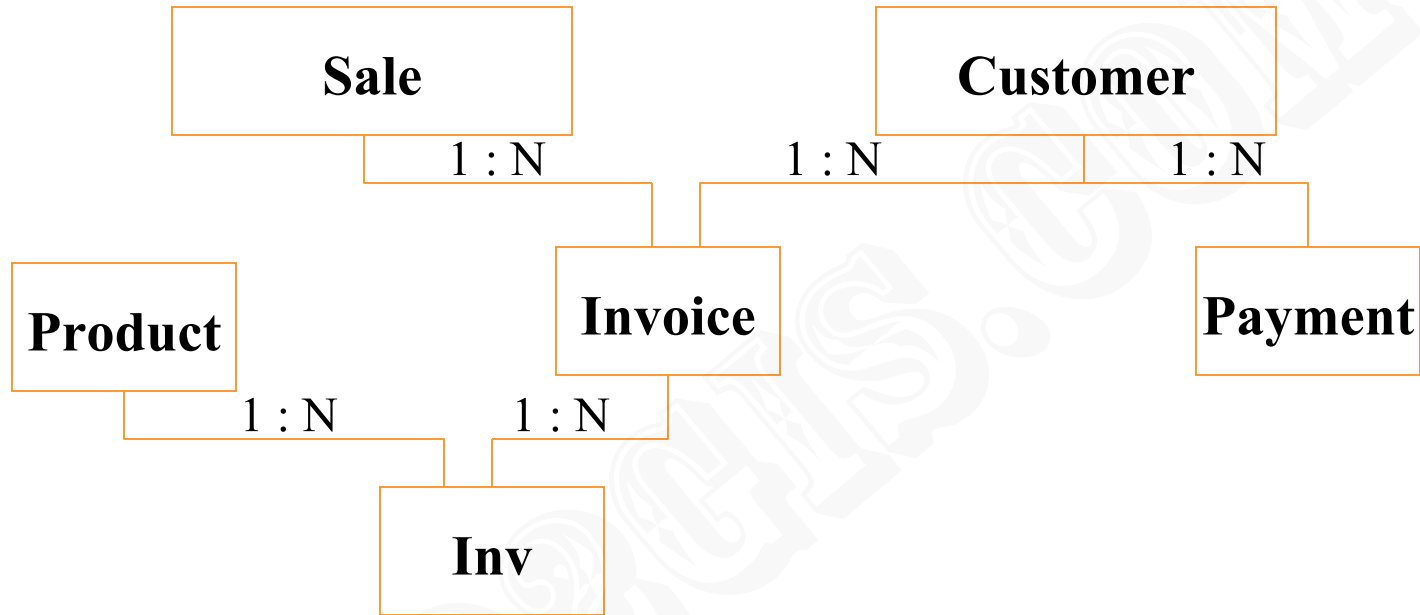 Sale
Customer
1 : N
1 : N
1 : N
Product
Invoice
Payment
1 : N
1 : N
Inv